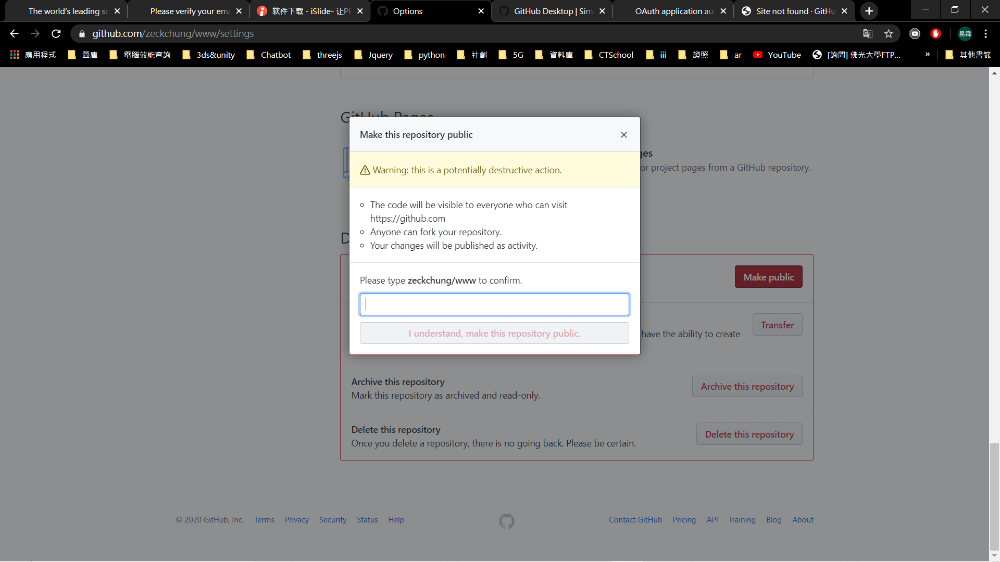 The world's leading sc
Please verify your ema
软件下载 - iSlide- 让PP
Options
GitHub Desktop | Sim
OAuth application au
Site not found · GitHu
github.com/zeckchung/www/settings
易霖
應用程式
圖庫
電腦效能查詢
3ds&unity
Chatbot
threejs
Jquery
python
社創
5G
資料庫
CTSchool
iii
證照
ar
YouTube
[詢問] 佛光大學FTP...
»
其他書籤
GitHub Pages
Make this repository public
ges
Warning: this is a potentially destructive action.
or project pages from a GitHub repository.
The code will be visible to everyone who can visit
https://github.com
Anyone can fork your repository.
D
Your changes will be published as activity.
Please type zeckchung/www to confirm.
Make public
I understand, make this repository public.
have the ability to create
Transfer
Archive this repository
Mark this repository as archived and read-only.
Archive this repository
Delete this repository
Once you delete a repository, there is no going back. Please be certain.
Delete this repository
© 2020 GitHub, Inc.
Terms
Privacy
Security
Status
Help
Contact GitHub
Pricing
API
Training
Blog
About